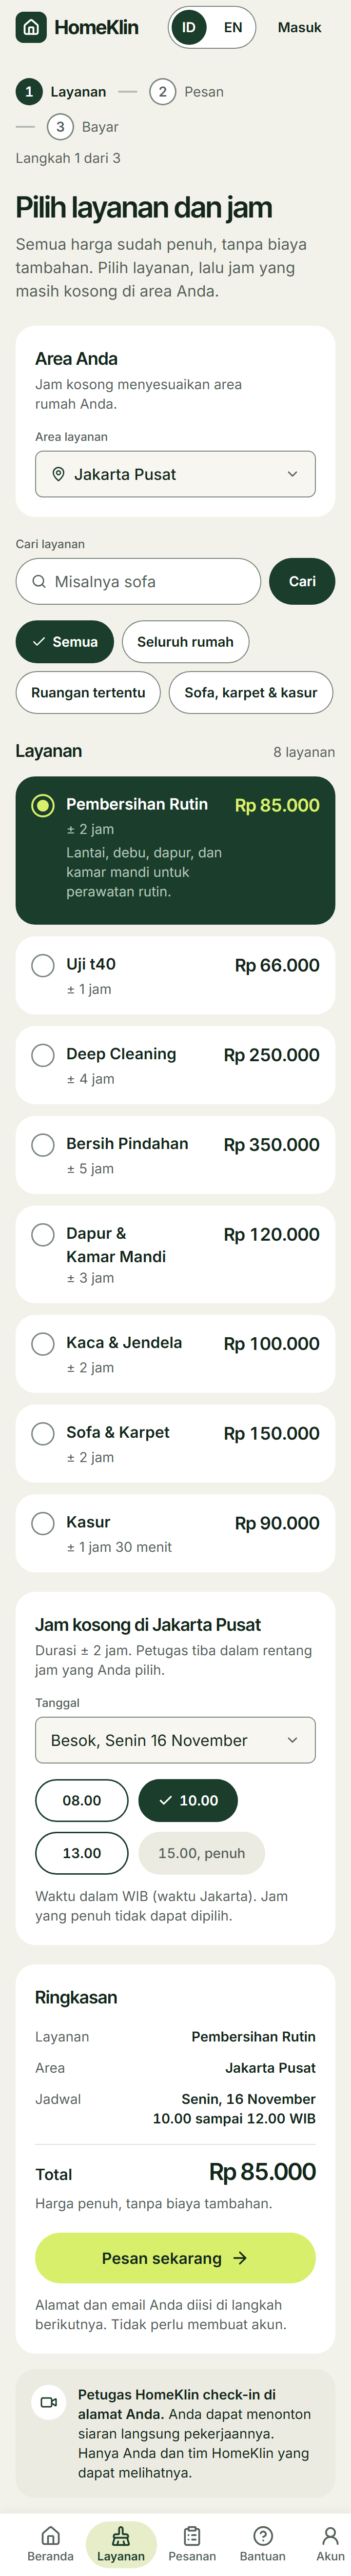 HomeKlin
ID EN
Masuk
1 Layanan — 2 Pesan
— 3 Bayar
Langkah 1 dari 3
Pilih layanan dan jam
Semua harga sudah penuh, tanpa biaya
tambahan. Pilih layanan, lalu jam yang
masih kosong di area Anda.
Area Anda
Jam kosong menyesuaikan area
rumah Anda.
Area layanan
Jakarta Pusat
Cari layanan
Misalnya sofa
Cari
Semua
Seluruh rumah
Ruangan tertentu
Sofa, karpet & kasur
Layanan
8 layanan
Pembersihan Rutin Rp 85.000
± 2 jam
Lantai, debu, dapur, dan
kamar mandi untuk
perawatan rutin.
Uji t40 Rp 66.000
± 1 jam
Deep Cleaning Rp 250.000
± 4 jam
Bersih Pindahan Rp 350.000
± 5 jam
Dapur & Rp 120.000
Kamar Mandi
± 3 jam
Kaca & Jendela Rp 100.000
± 2 jam
Sofa & Karpet Rp 150.000
± 2 jam
Kasur Rp 90.000
± 1 jam 30 menit
Jam kosong di Jakarta Pusat
Durasi ± 2 jam. Petugas tiba dalam rentang
jam yang Anda pilih.
Tanggal
Besok, Senin 16 November
08.00
10.00
13.00
15.00, penuh
Waktu dalam WIB (waktu Jakarta). Jam
yang penuh tidak dapat dipilih.
Ringkasan
Layanan Pembersihan Rutin
Area Jakarta Pusat
Jadwal Senin, 16 November
10.00 sampai 12.00 WIB
Total Rp 85.000
Harga penuh, tanpa biaya tambahan.
Pesan sekarang →
Alamat dan email Anda diisi di langkah
berikutnya. Tidak perlu membuat akun.
Petugas HomeKlin check-in di
alamat Anda. Anda dapat menonton
siaran langsung pekerjaannya.
Hanya Anda dan tim HomeKlin yang
dapat melihatnya.
Beranda
Layanan
Pesanan
Bantuan
Akun